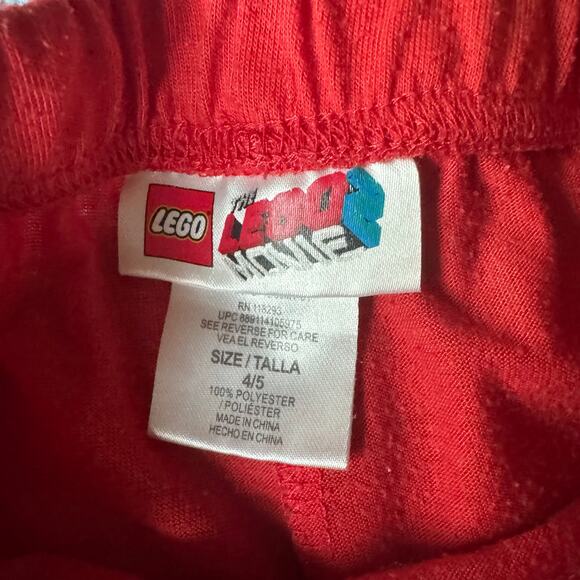 LEGO
THE
LEGO 2
MOVIE
RN 118293
UPC 889114105975
SEE REVERSE FOR CARE
VEA EL REVERSO
SIZE / TALLA
4/5
100% POLYESTER
/ POLIÉSTER
MADE IN CHINA
HECHO EN CHINA